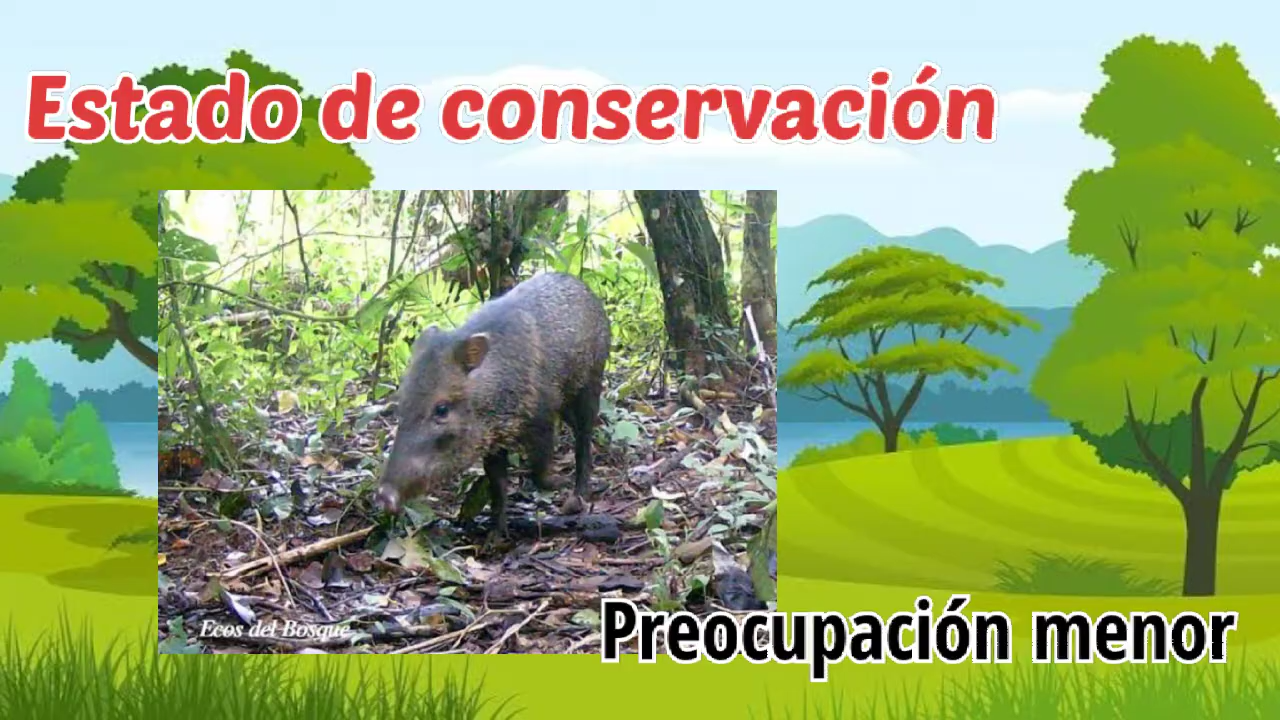 Estado de conservación
Ecos del Bosque
Preocupación menor